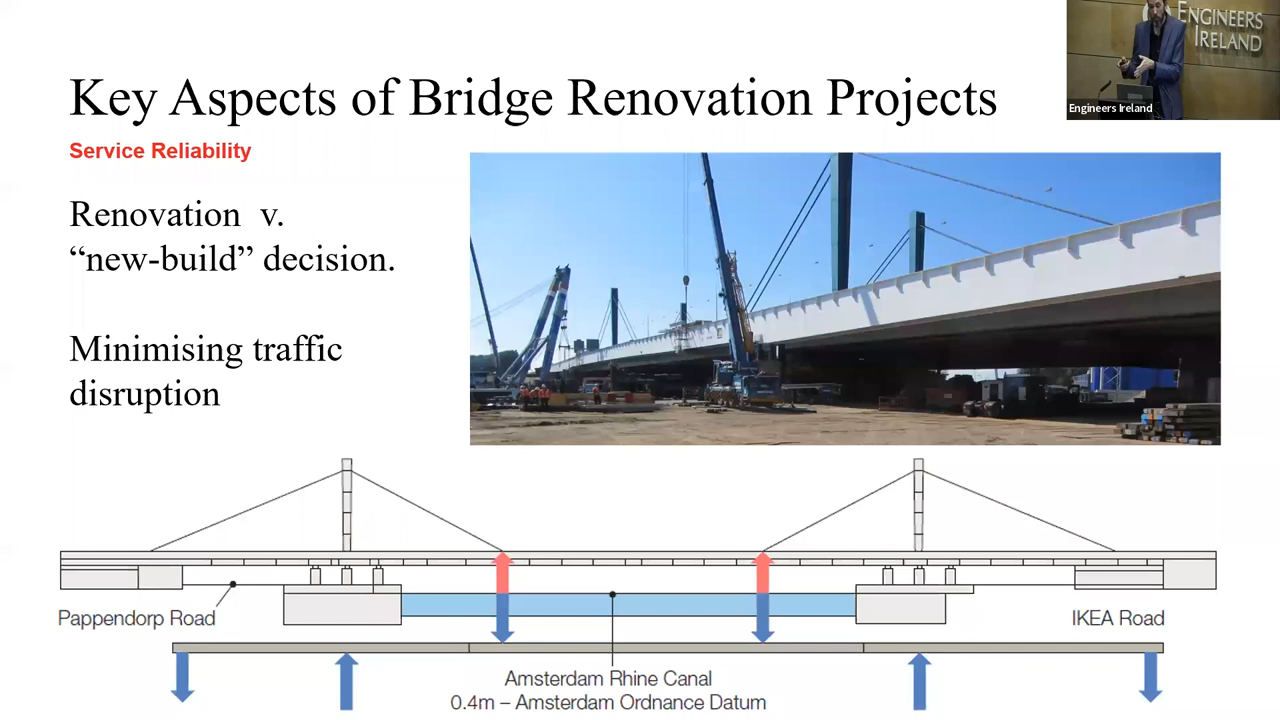 ENGINEERS
IRELAND
Engineers Ireland
Key Aspects of Bridge Renovation Projects
Service Reliability
Renovation v.
“new-build” decision.
Minimising traffic
disruption
Pappendorp Road
IKEA Road
Amsterdam Rhine Canal
0.4m – Amsterdam Ordnance Datum